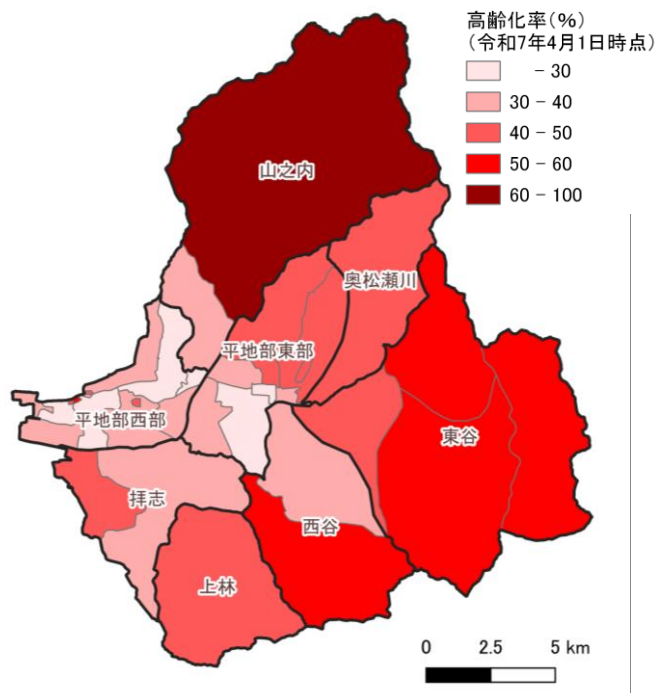 高齢化率(%)
(令和7年4月1日時点)
- 30
30 - 40
40 - 50
50 - 60
60 - 100
山之内
奥松瀬川
平地部東部
平地部西部
東谷
拝志
西谷
上林
0 2.5 5 km